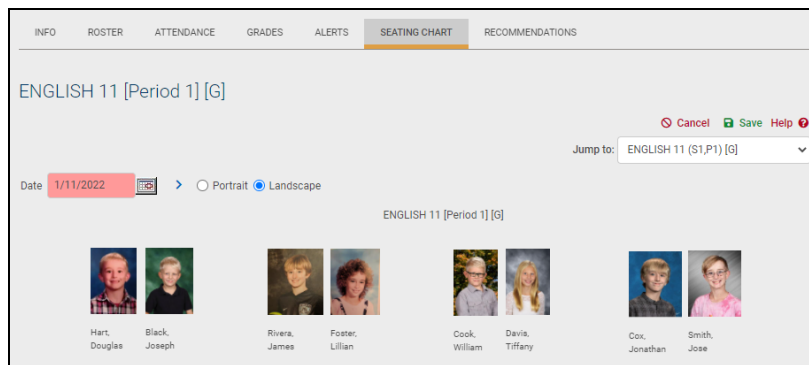 INFO ROSTER ATTENDANCE GRADES ALERTS SEATING CHART RECOMMENDATIONS
ENGLISH 11 [Period 1] [G]
Cancel Save Help ?
Jump to: ENGLISH 11 (S1,P1) [G]
Date 1/11/2022 > Portrait Landscape
ENGLISH 11 [Period 1] [G]
Hart, Black, Rivera, Foster, Cook, Davis, Cox, Smith,
Douglas Joseph James Lillian William Tiffany Jonathan Jose